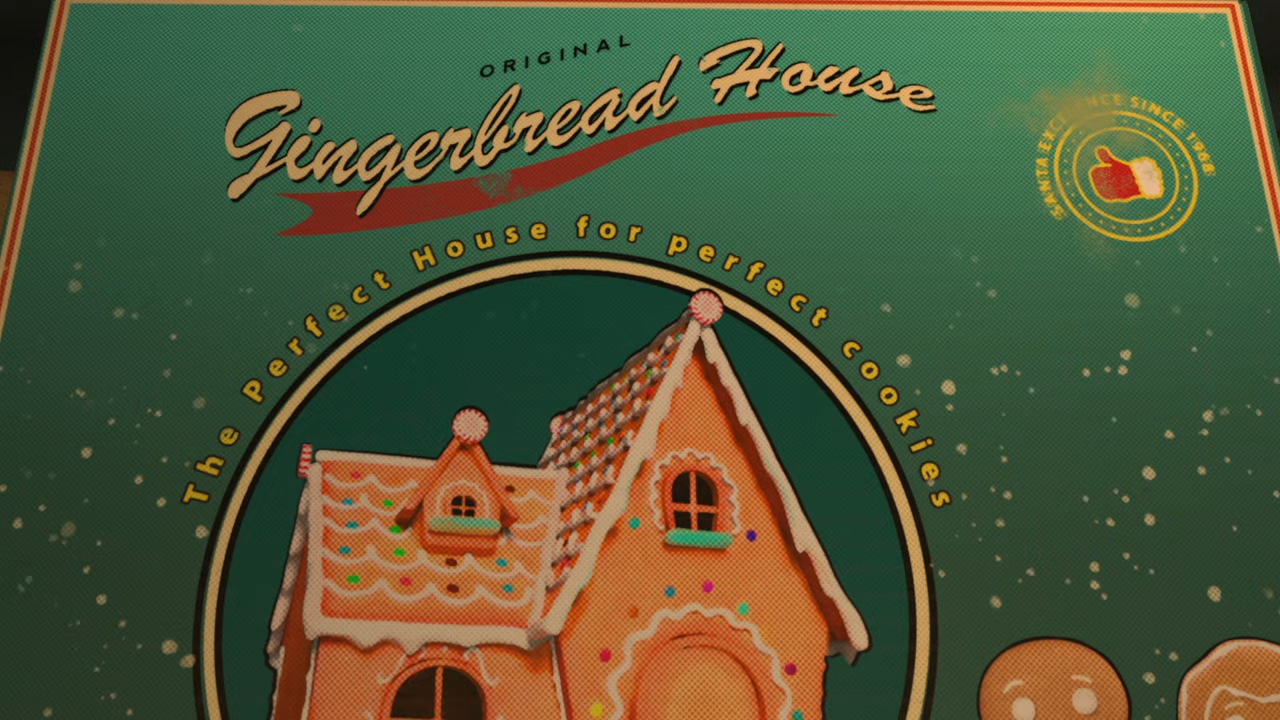 ORIGINAL
Gingerbread House
The Perfect House for perfect cookies
SANTA EXCELLENCE SINCE 1968